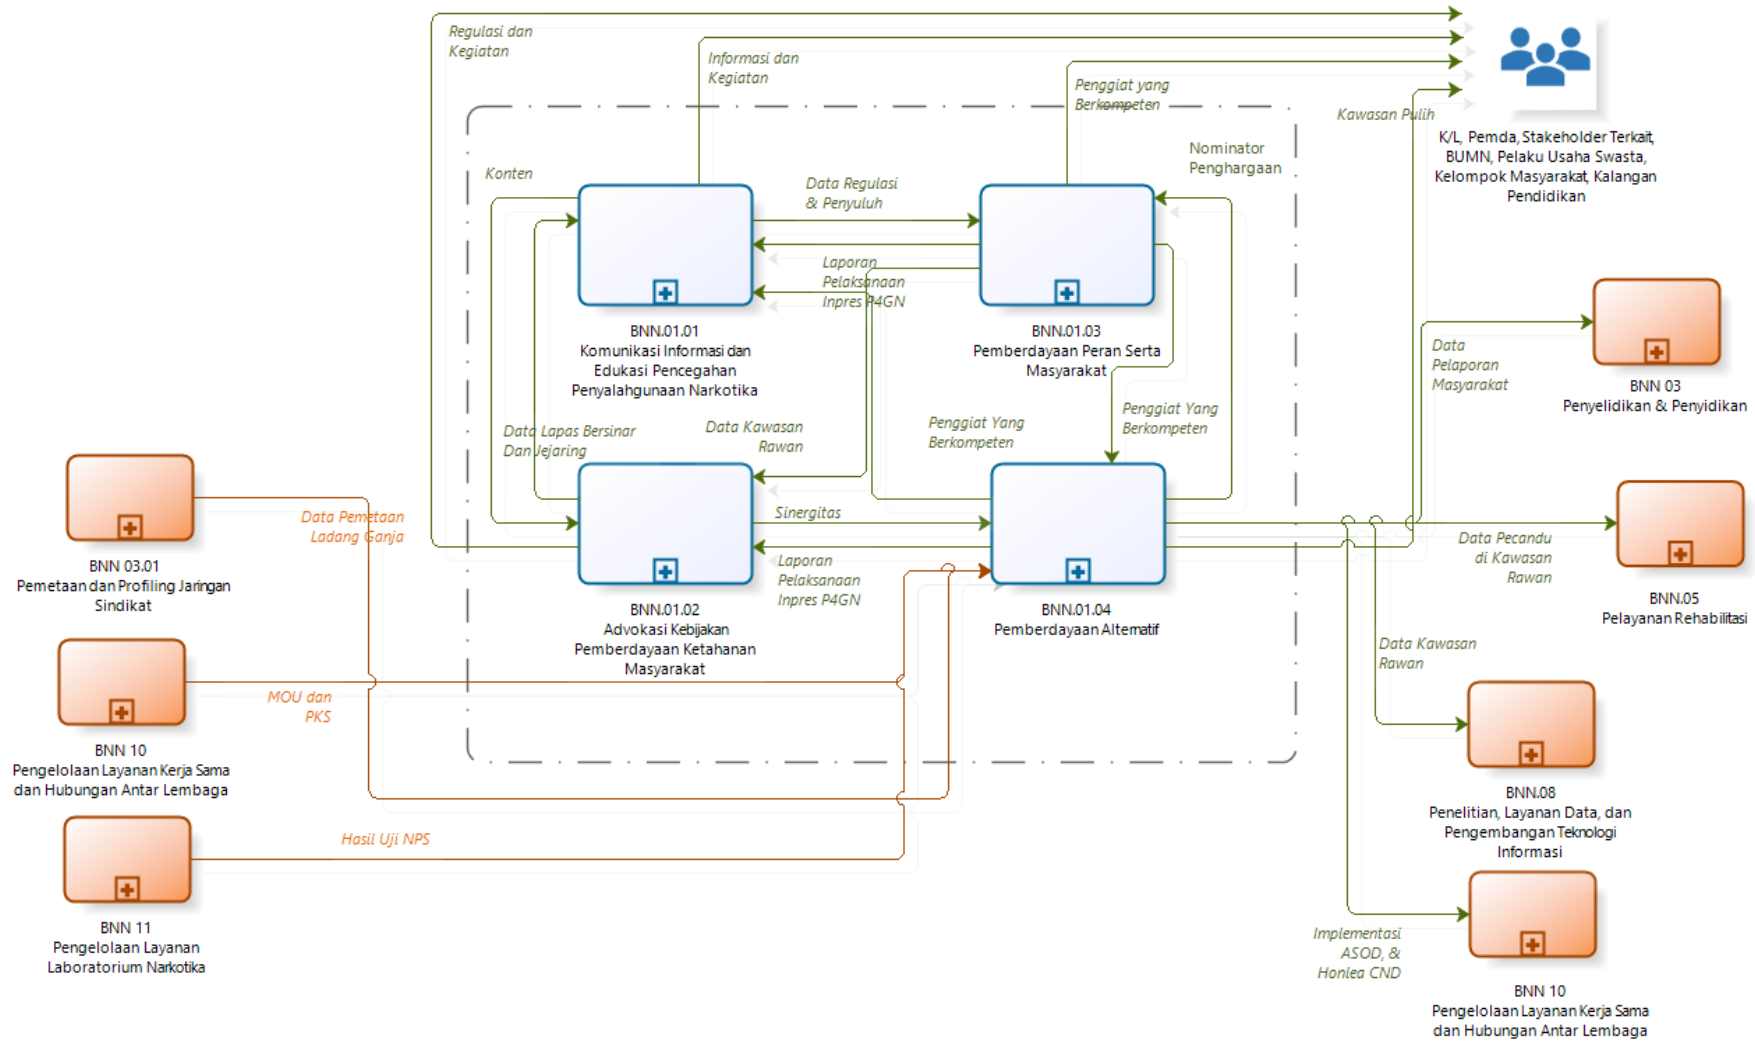 Regulasi dan
Kegiatan
Informasi dan
Kegiatan
Penggiat yang
Berkompeten
Kawasan Pulih
K/L, Pemda, Stakeholder Terkait,
BUMN, Pelaku Usaha Swasta,
Kelompok Masyarakat, Kalangan
Pendidikan
Nominator
Penghargaan
Konten
Data Regulasi
& Penyuluh
Laporan
Pelaksanaan
Inpres P4GN
BNN.01.01
Komunikasi Informasi dan
Edukasi Pencegahan
Penyalahgunaan Narkotika
BNN.01.03
Pemberdayaan Peran Serta
Masyarakat
Data
Pelaporan
Masyarakat
BNN 03
Penyelidikan & Penyidikan
Data Lapas Bersinar
Dan Jejaring
Data Kawasan
Rawan
Penggiat Yang
Berkompeten
Penggiat Yang
Berkompeten
Data Pemetaan
Ladang Ganja
BNN 03.01
Pemetaan dan Profiling Jaringan
Sindikat
Sinergitas
Laporan
Pelaksanaan
Inpres P4GN
BNN.01.02
Advokasi Kebijakan
Pemberdayaan Ketahanan
Masyarakat
BNN.01.04
Pemberdayaan Alternatif
Data Pecandu
di Kawasan
Rawan
BNN.05
Pelayanan Rehabilitasi
Data Kawasan
Rawan
MOU dan
PKS
BNN 10
Pengelolaan Layanan Kerja Sama
dan Hubungan Antar Lembaga
BNN.08
Penelitian, Layanan Data, dan
Pengembangan Teknologi
Informasi
Hasil Uji NPS
BNN 11
Pengelolaan Layanan
Laboratorium Narkotika
Implementasi
ASOD, &
Honlea CND
BNN 10
Pengelolaan Layanan Kerja Sama
dan Hubungan Antar Lembaga